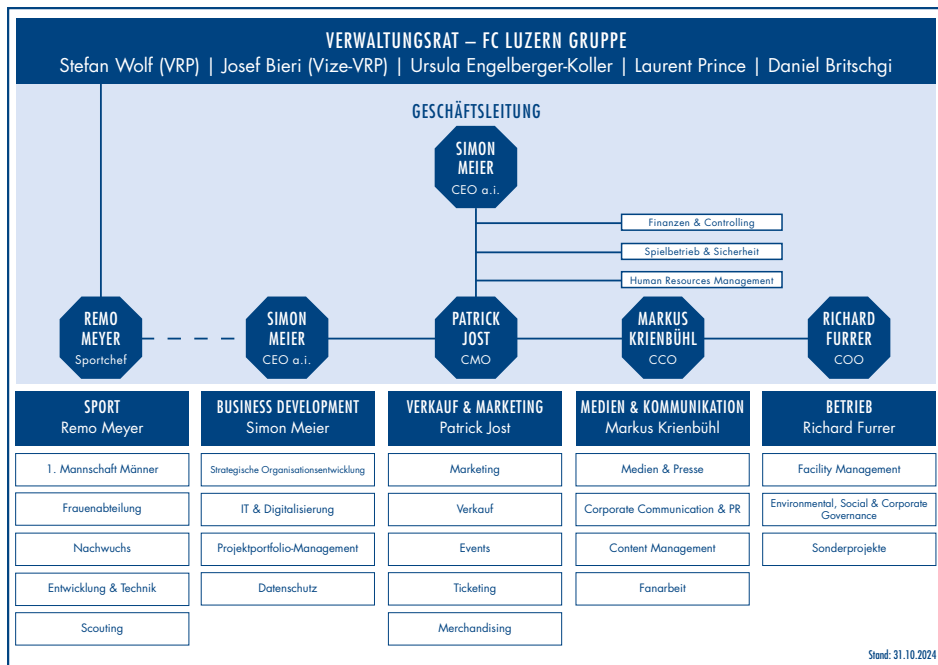 VERWALTUNGSRAT – FC LUZERN GRUPPE
Stefan Wolf (VRP) | Josef Bieri (Vize-VRP) | Ursula Engelberger-Koller | Laurent Prince | Daniel Britschgi
GESCHÄFTSLEITUNG
SIMON
MEIER
CEO a.i.
Finanzen & Controlling
Spielbetrieb & Sicherheit
Human Resources Management
REMO
MEYER
Sportchef
SIMON
MEIER
CEO a.i.
PATRICK
JOST
CMO
MARKUS
KRIENBÜHL
CCO
RICHARD
FURRER
COO
SPORT
Remo Meyer
1. Mannschaft Männer
Frauenabteilung
Nachwuchs
Entwicklung & Technik
Scouting
BUSINESS DEVELOPMENT
Simon Meier
Strategische Organisationsentwicklung
IT & Digitalisierung
Projektportfolio-Management
Datenschutz
VERKAUF & MARKETING
Patrick Jost
Marketing
Verkauf
Events
Ticketing
Merchandising
MEDIEN & KOMMUNIKATION
Markus Krienbühl
Medien & Presse
Corporate Communication & PR
Content Management
Fanarbeit
BETRIEB
Richard Furrer
Facility Management
Environmental, Social & Corporate
Governance
Sonderprojekte
Stand: 31.10.2024